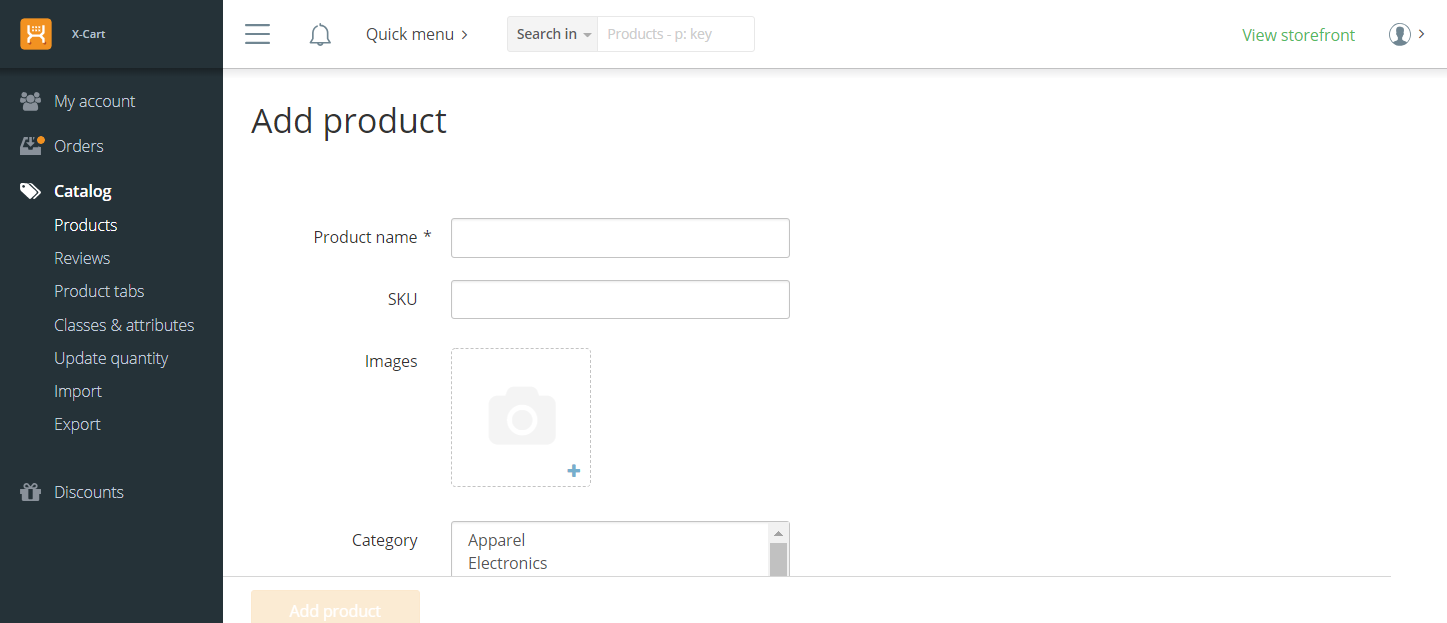 X-Cart
Quick menu
Search in
Products - p: key
View storefront
My account
Orders
Catalog
Products
Reviews
Product tabs
Classes & attributes
Update quantity
Import
Export
Discounts
Add product
Product name *
SKU
Images
Category
Apparel
Electronics
Add product